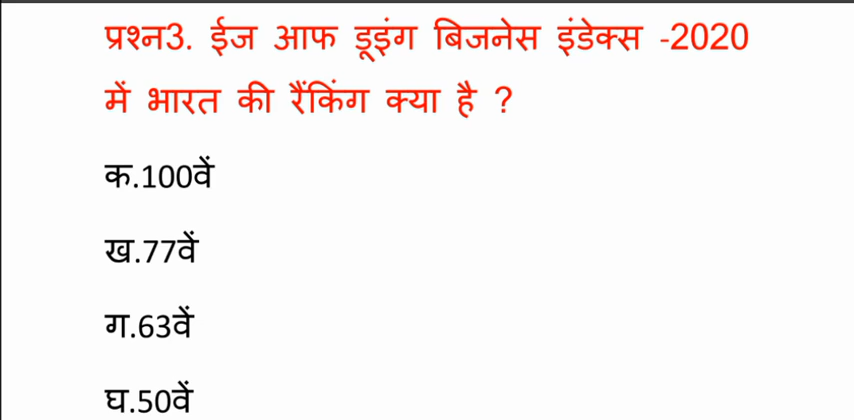 प्रश्न3. ईज आफ डूइंग बिजनेस इंडेक्स -2020
में भारत की रैंकिंग क्या है ?
क.100वें
ख.77वें
ग.63वें
घ.50वें